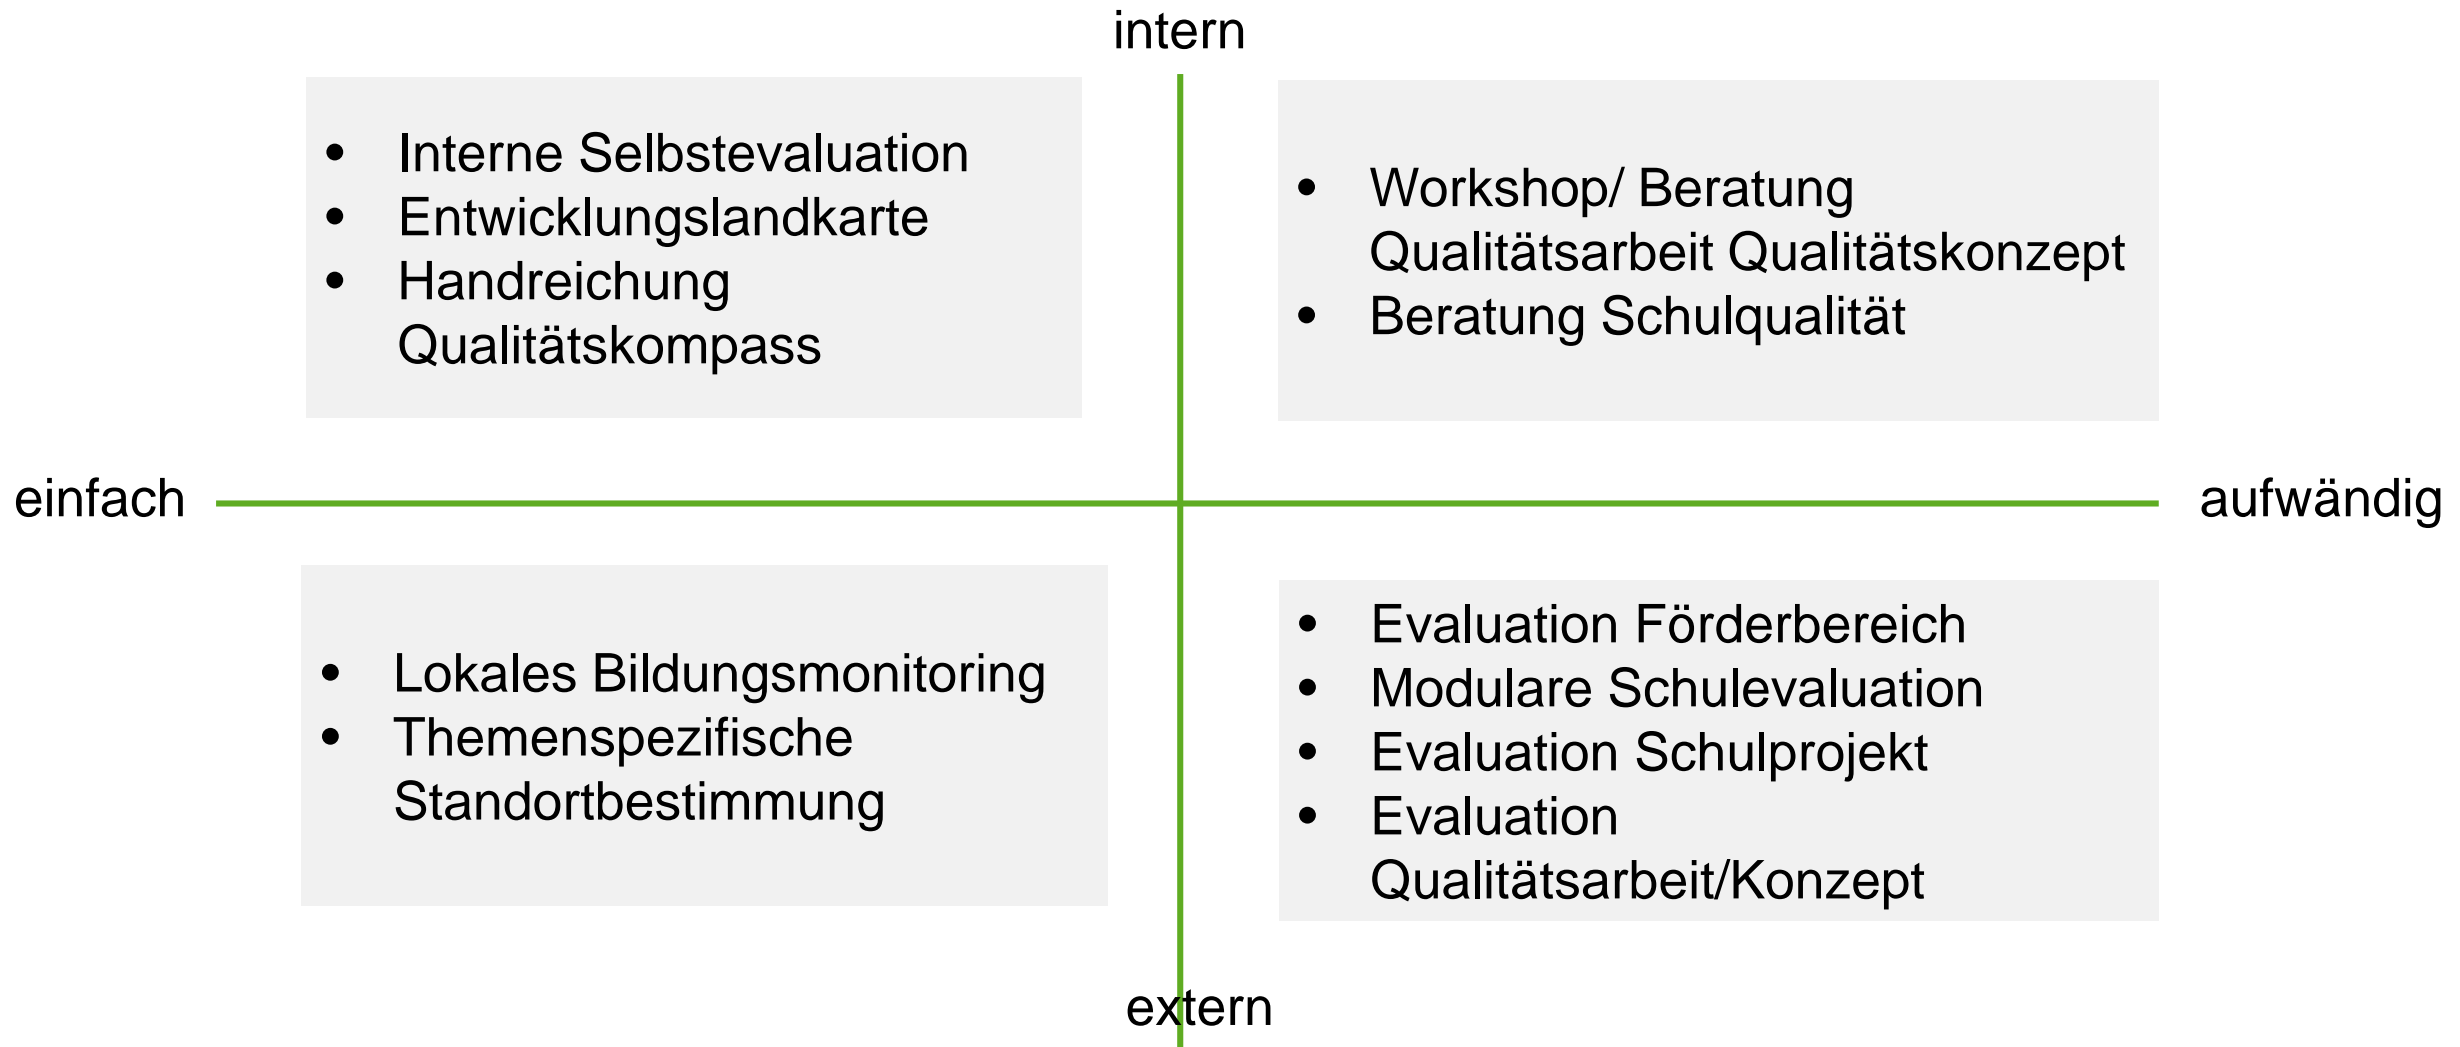 intern
• Interne Selbstevaluation
• Entwicklungslandkarte
• Handreichung
Qualitätskompass
• Workshop/ Beratung
Qualitätsarbeit Qualitätskonzept
• Beratung Schulqualität
einfach
aufwändig
• Lokales Bildungsmonitoring
• Themenspezifische
Standortbestimmung
• Evaluation Förderbereich
• Modulare Schulevaluation
• Evaluation Schulprojekt
• Evaluation
Qualitätsarbeit/Konzept
extern